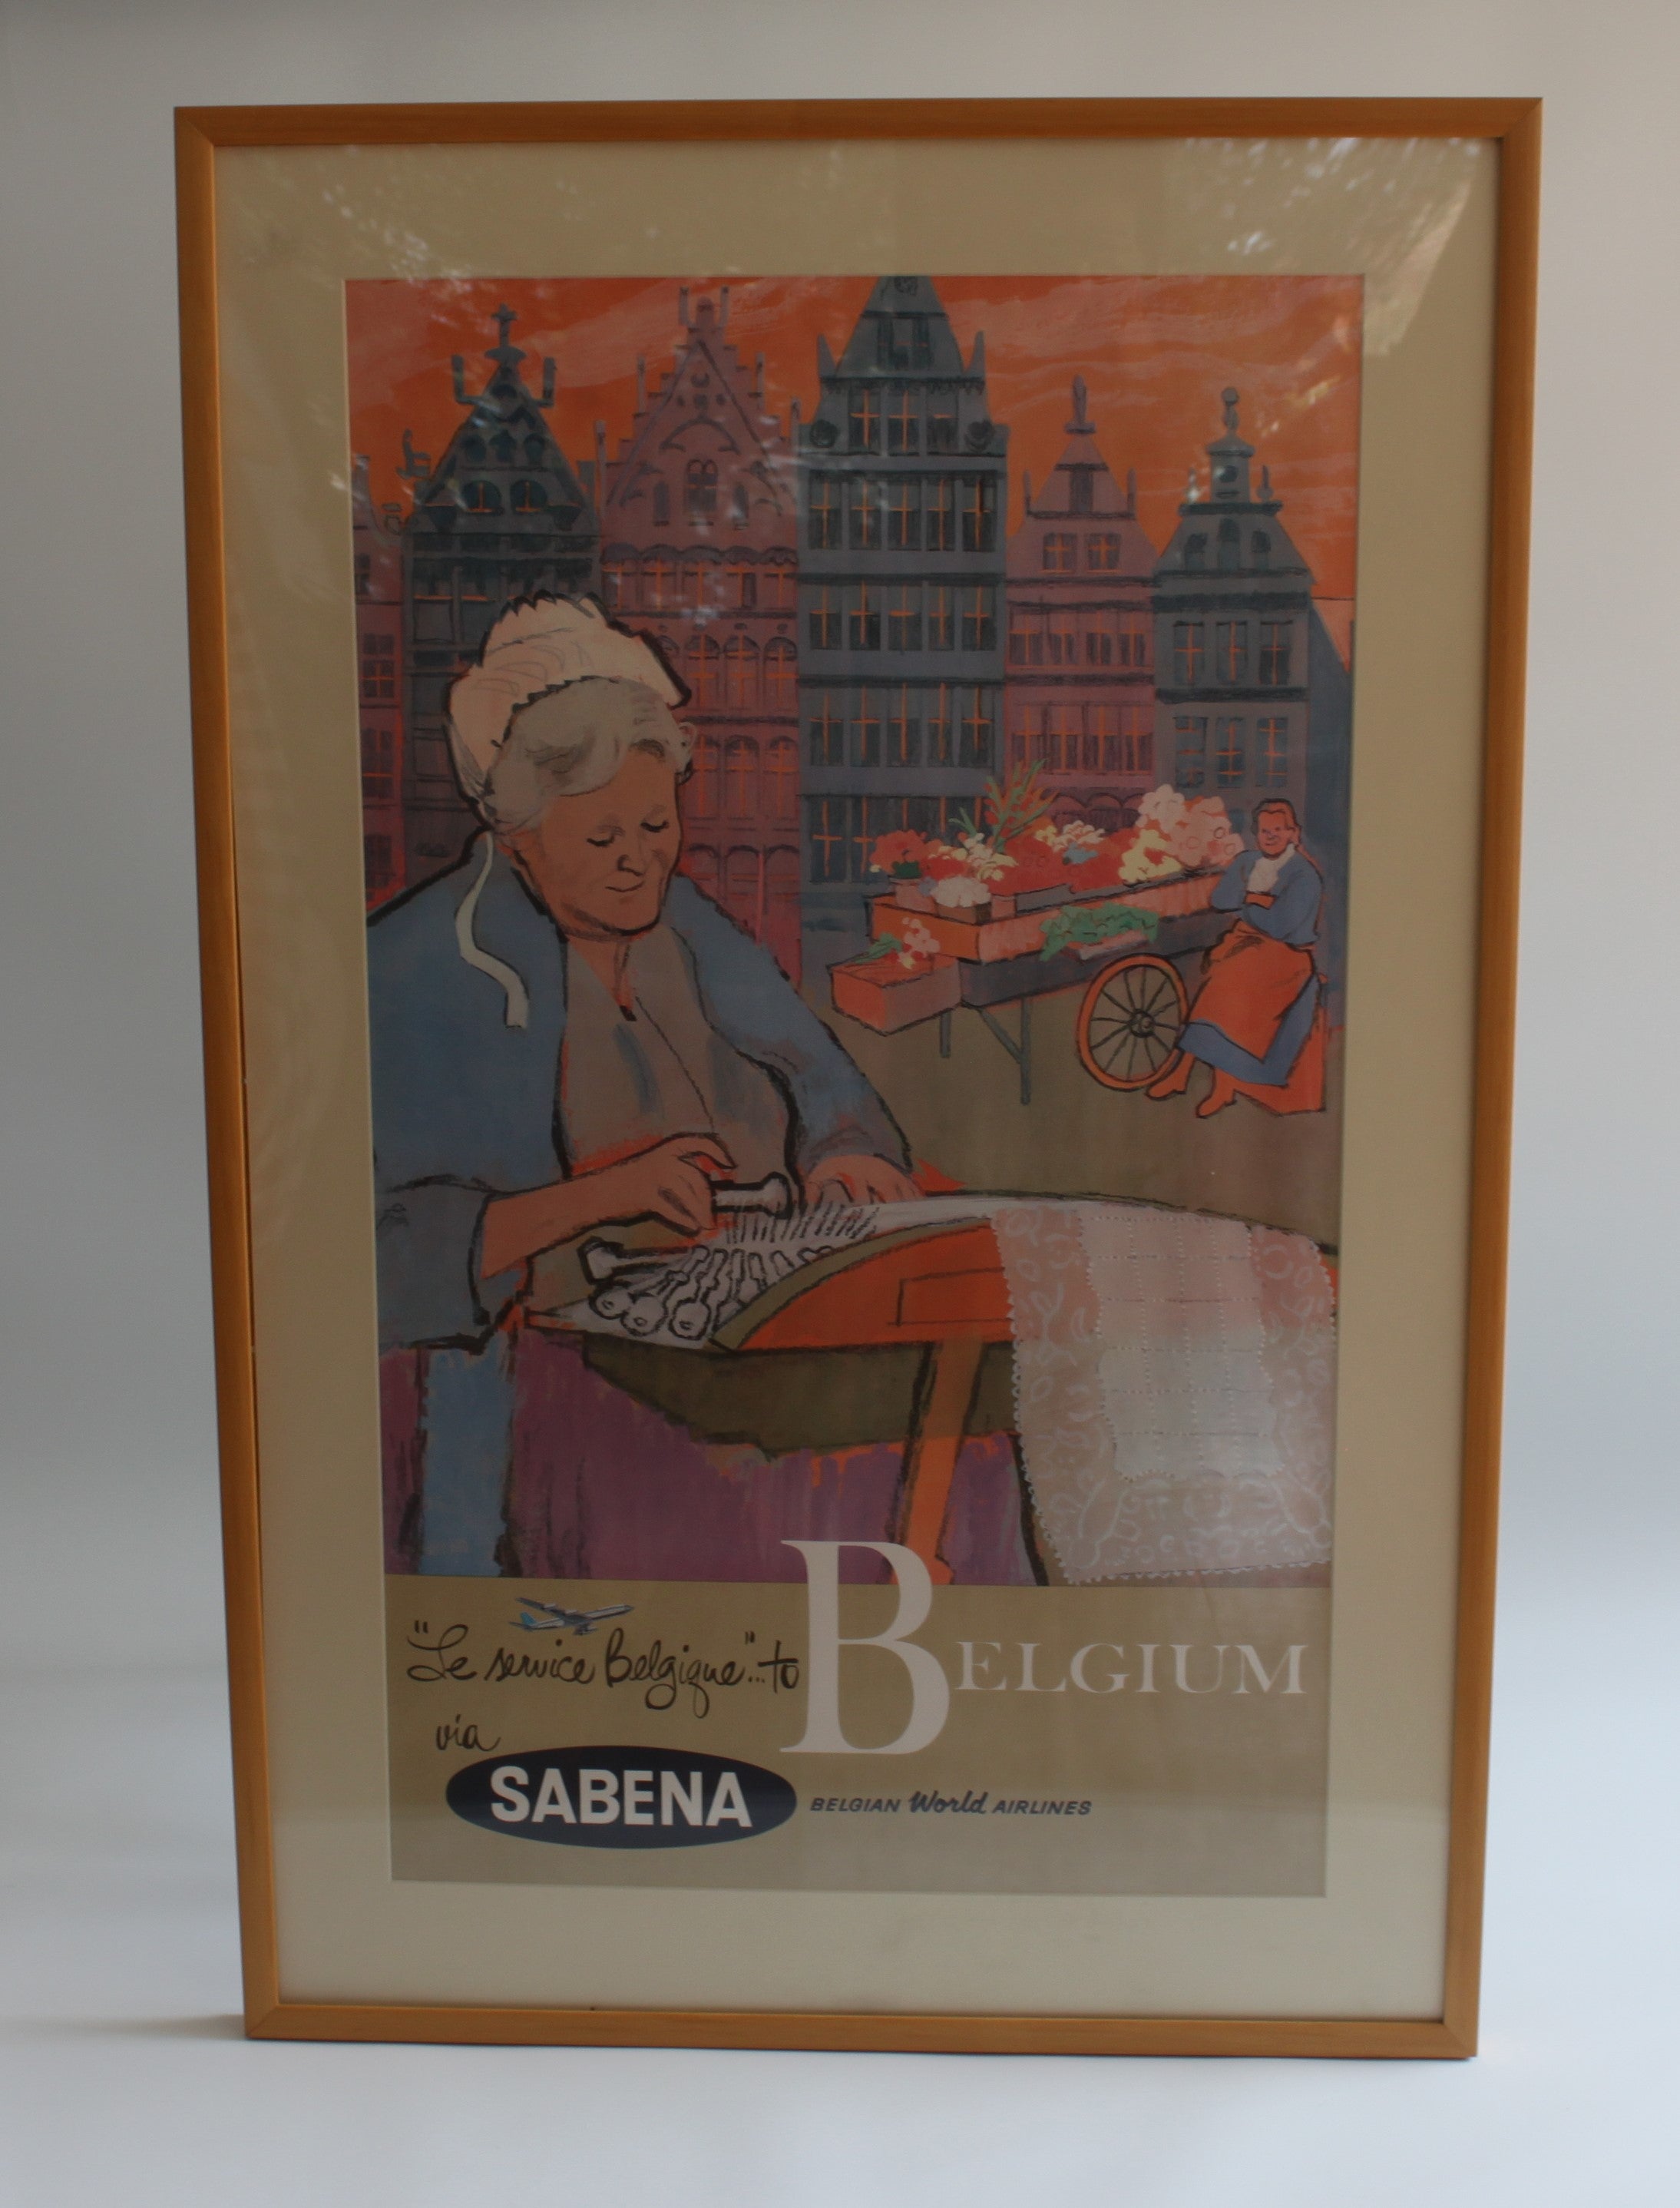 "Le service Belgique"...to BELGIUM
via
SABENA BELGIAN World AIRLINES